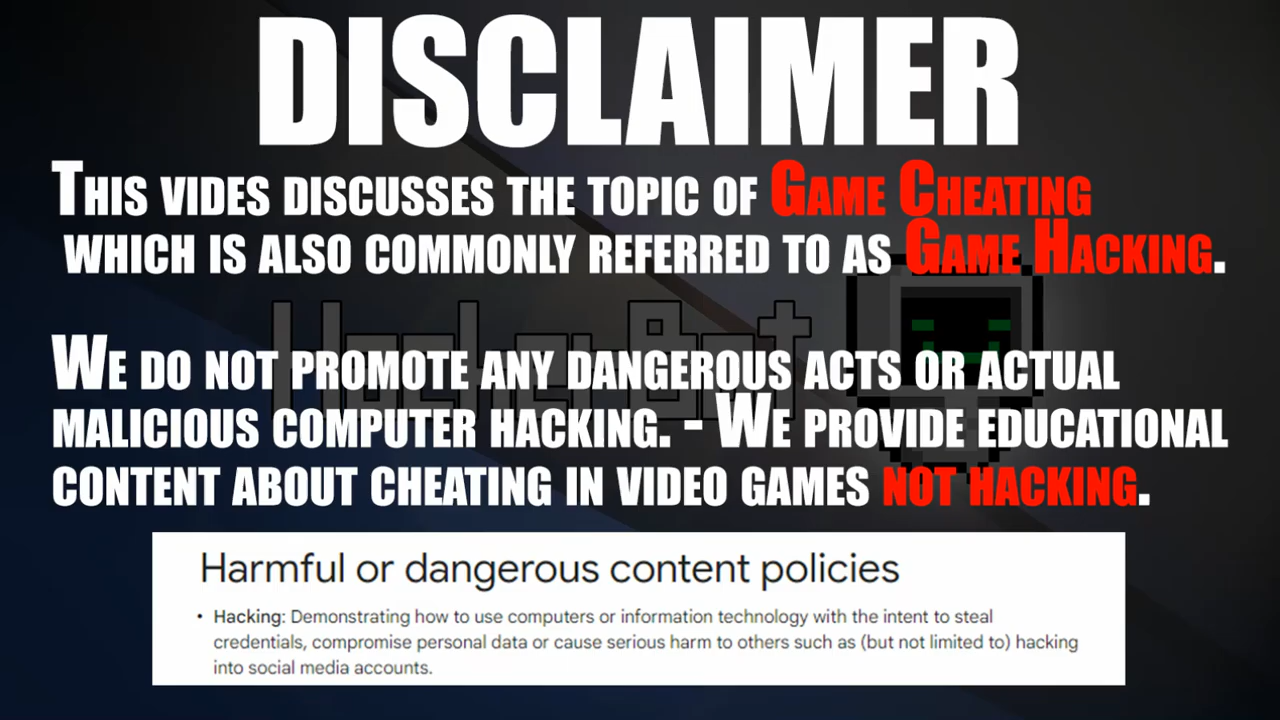 DISCLAIMER
THIS VIDES DISCUSSES THE TOPIC OF GAME CHEATING
WHICH IS ALSO COMMONLY REFERRED TO AS GAME HACKING.
Hacker Bot
WE DO NOT PROMOTE ANY DANGEROUS ACTS OR ACTUAL
MALICIOUS COMPUTER HACKING. - WE PROVIDE EDUCATIONAL
CONTENT ABOUT CHEATING IN VIDEO GAMES NOT HACKING.
Harmful or dangerous content policies
• Hacking: Demonstrating how to use computers or information technology with the intent to steal
credentials, compromise personal data or cause serious harm to others such as (but not limited to) hacking
into social media accounts.